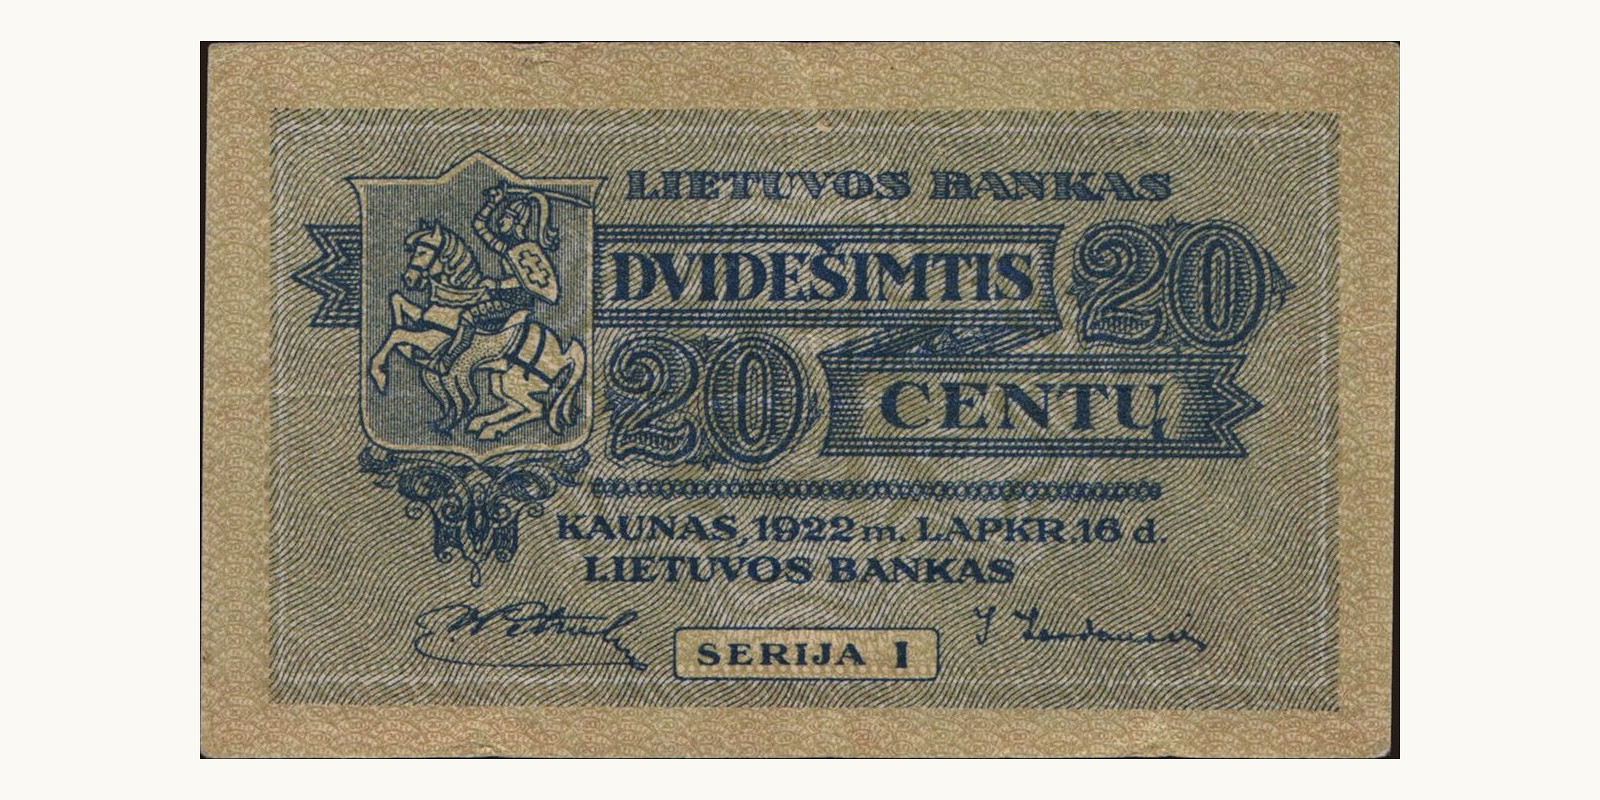 LIETUVOS BANKAS
DVIDEŠIMTIS 20
20 CENTŲ
KAUNAS, 1922 m. LAPKR. 16 d.
LIETUVOS BANKAS
SERIJA I